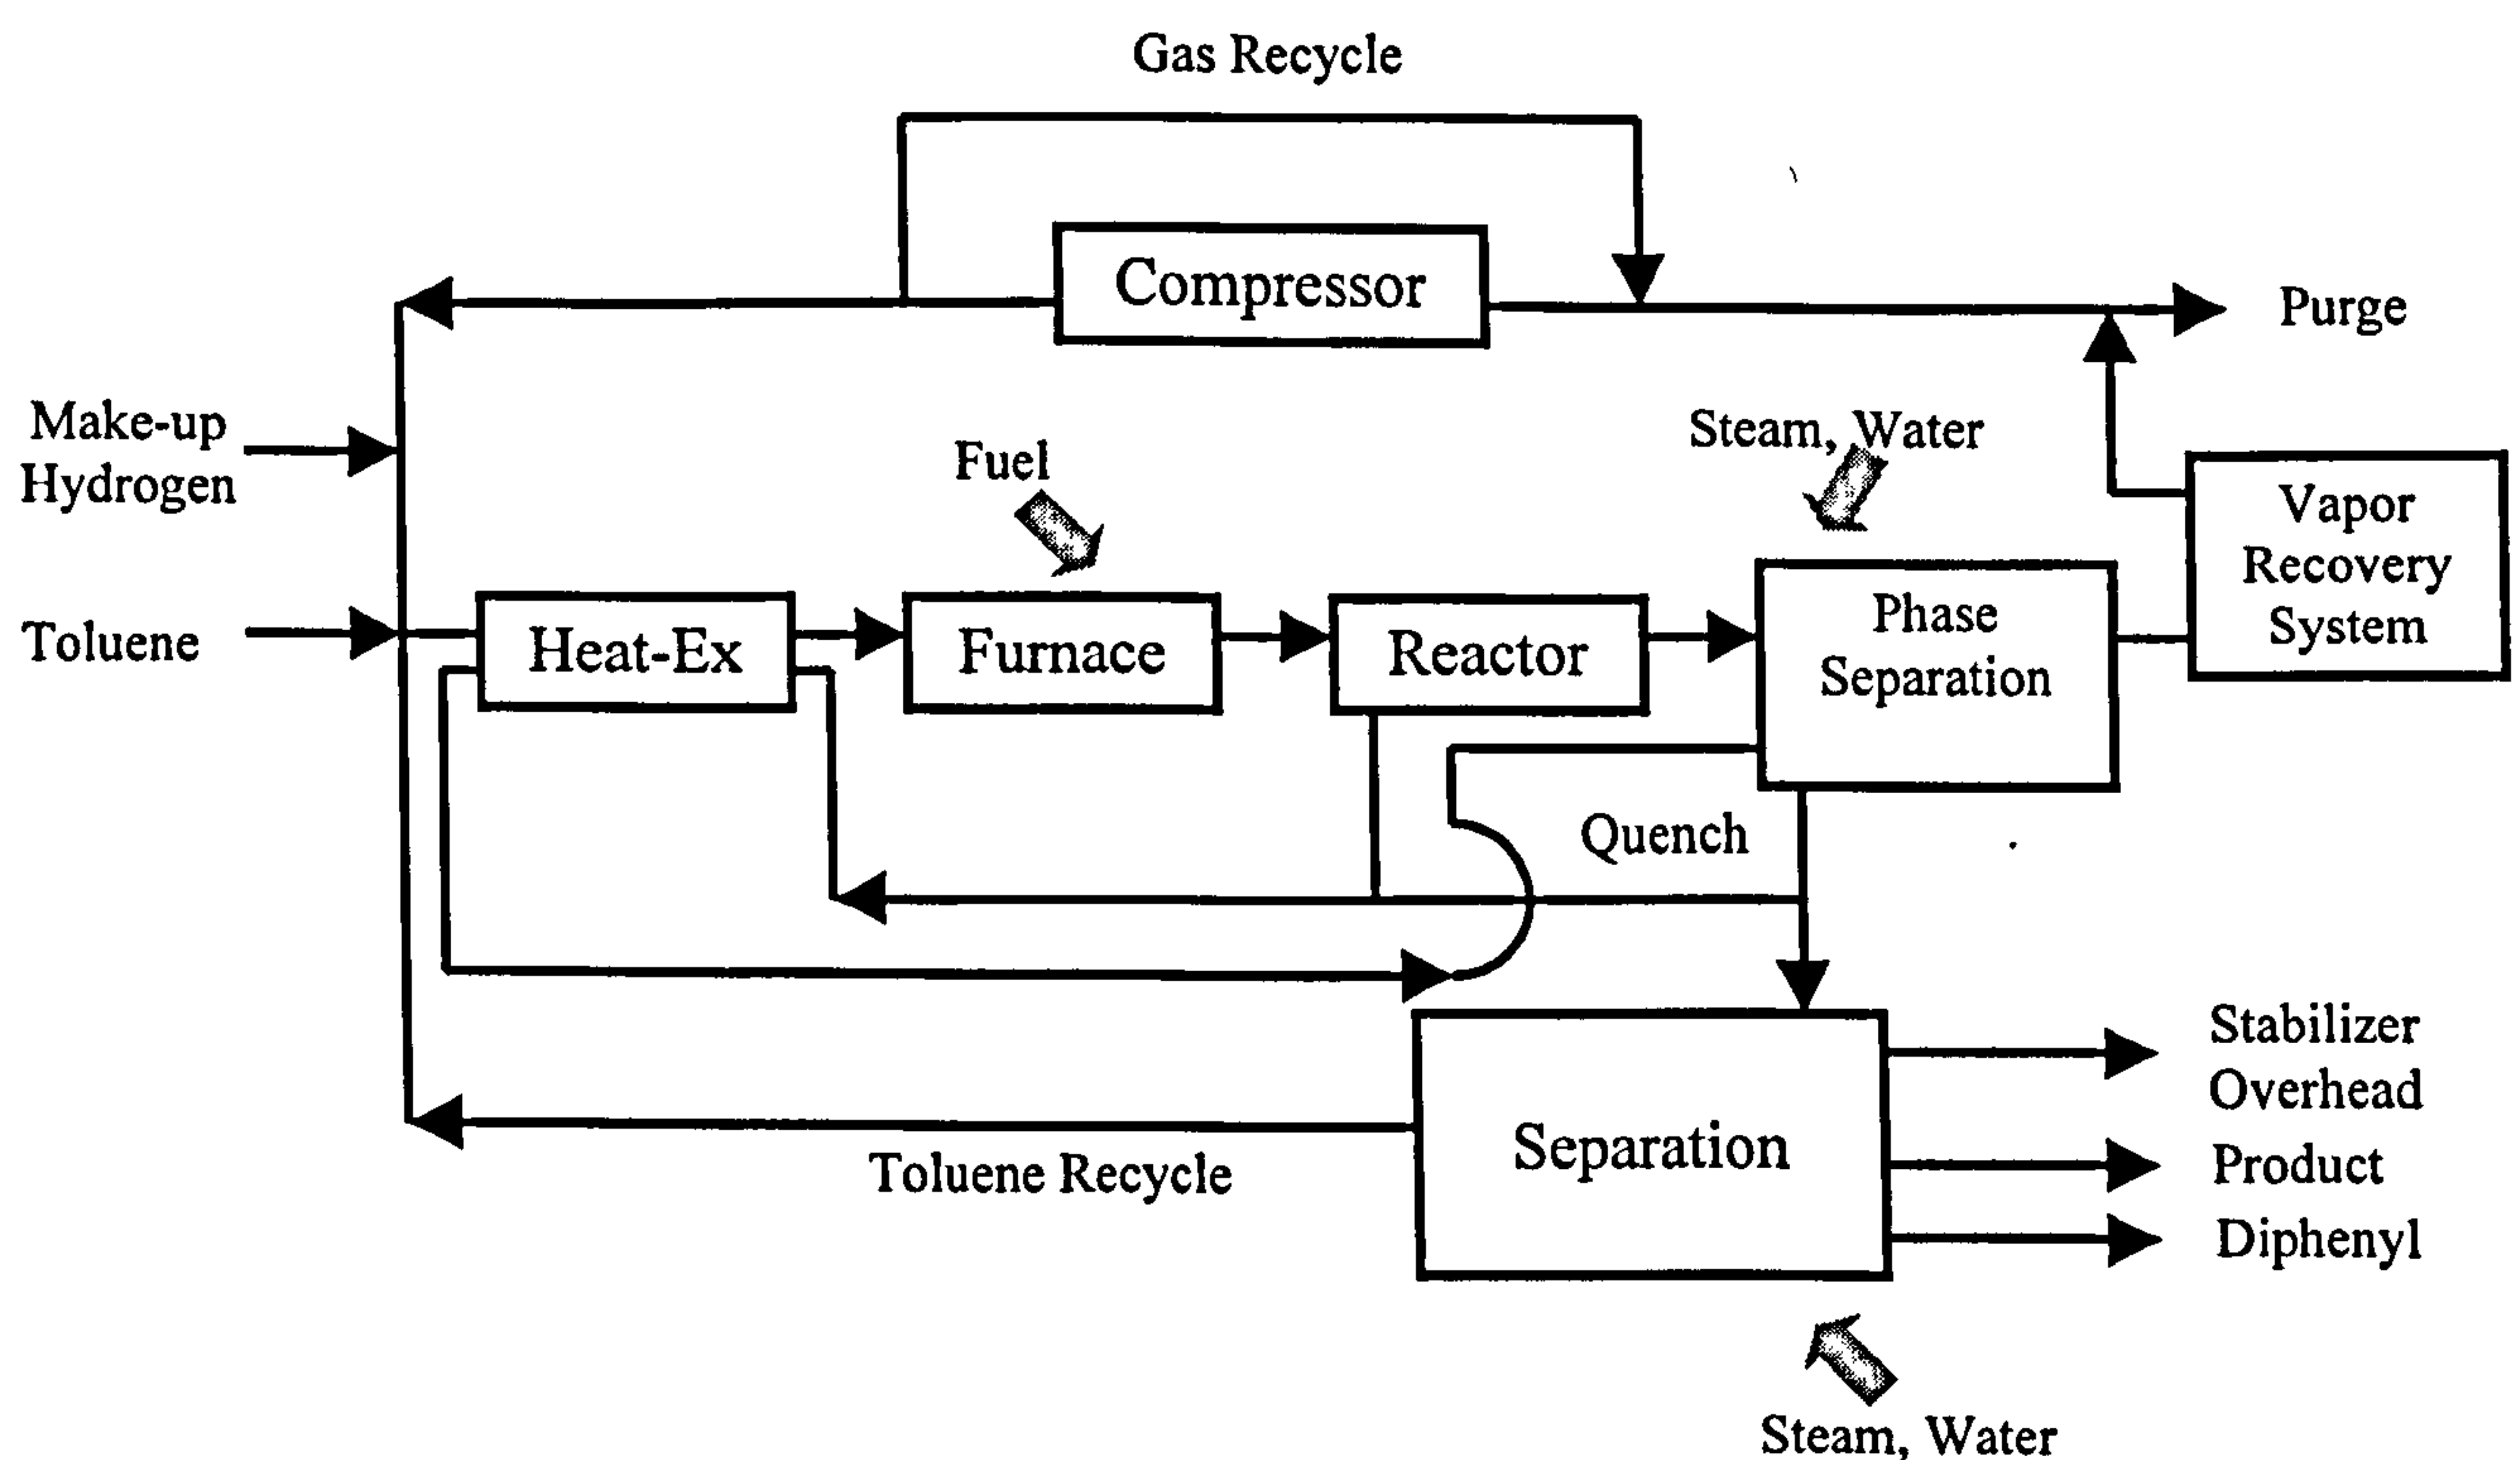 Gas Recycle
Compressor
Purge
Make-up
Hydrogen
Fuel
Steam, Water
Vapor
Recovery
System
Toluene
Heat-Ex
Furnace
Reactor
Phase
Separation
Quench
Stabilizer
Overhead
Separation
Product
Toluene Recycle
Diphenyl
Steam, Water